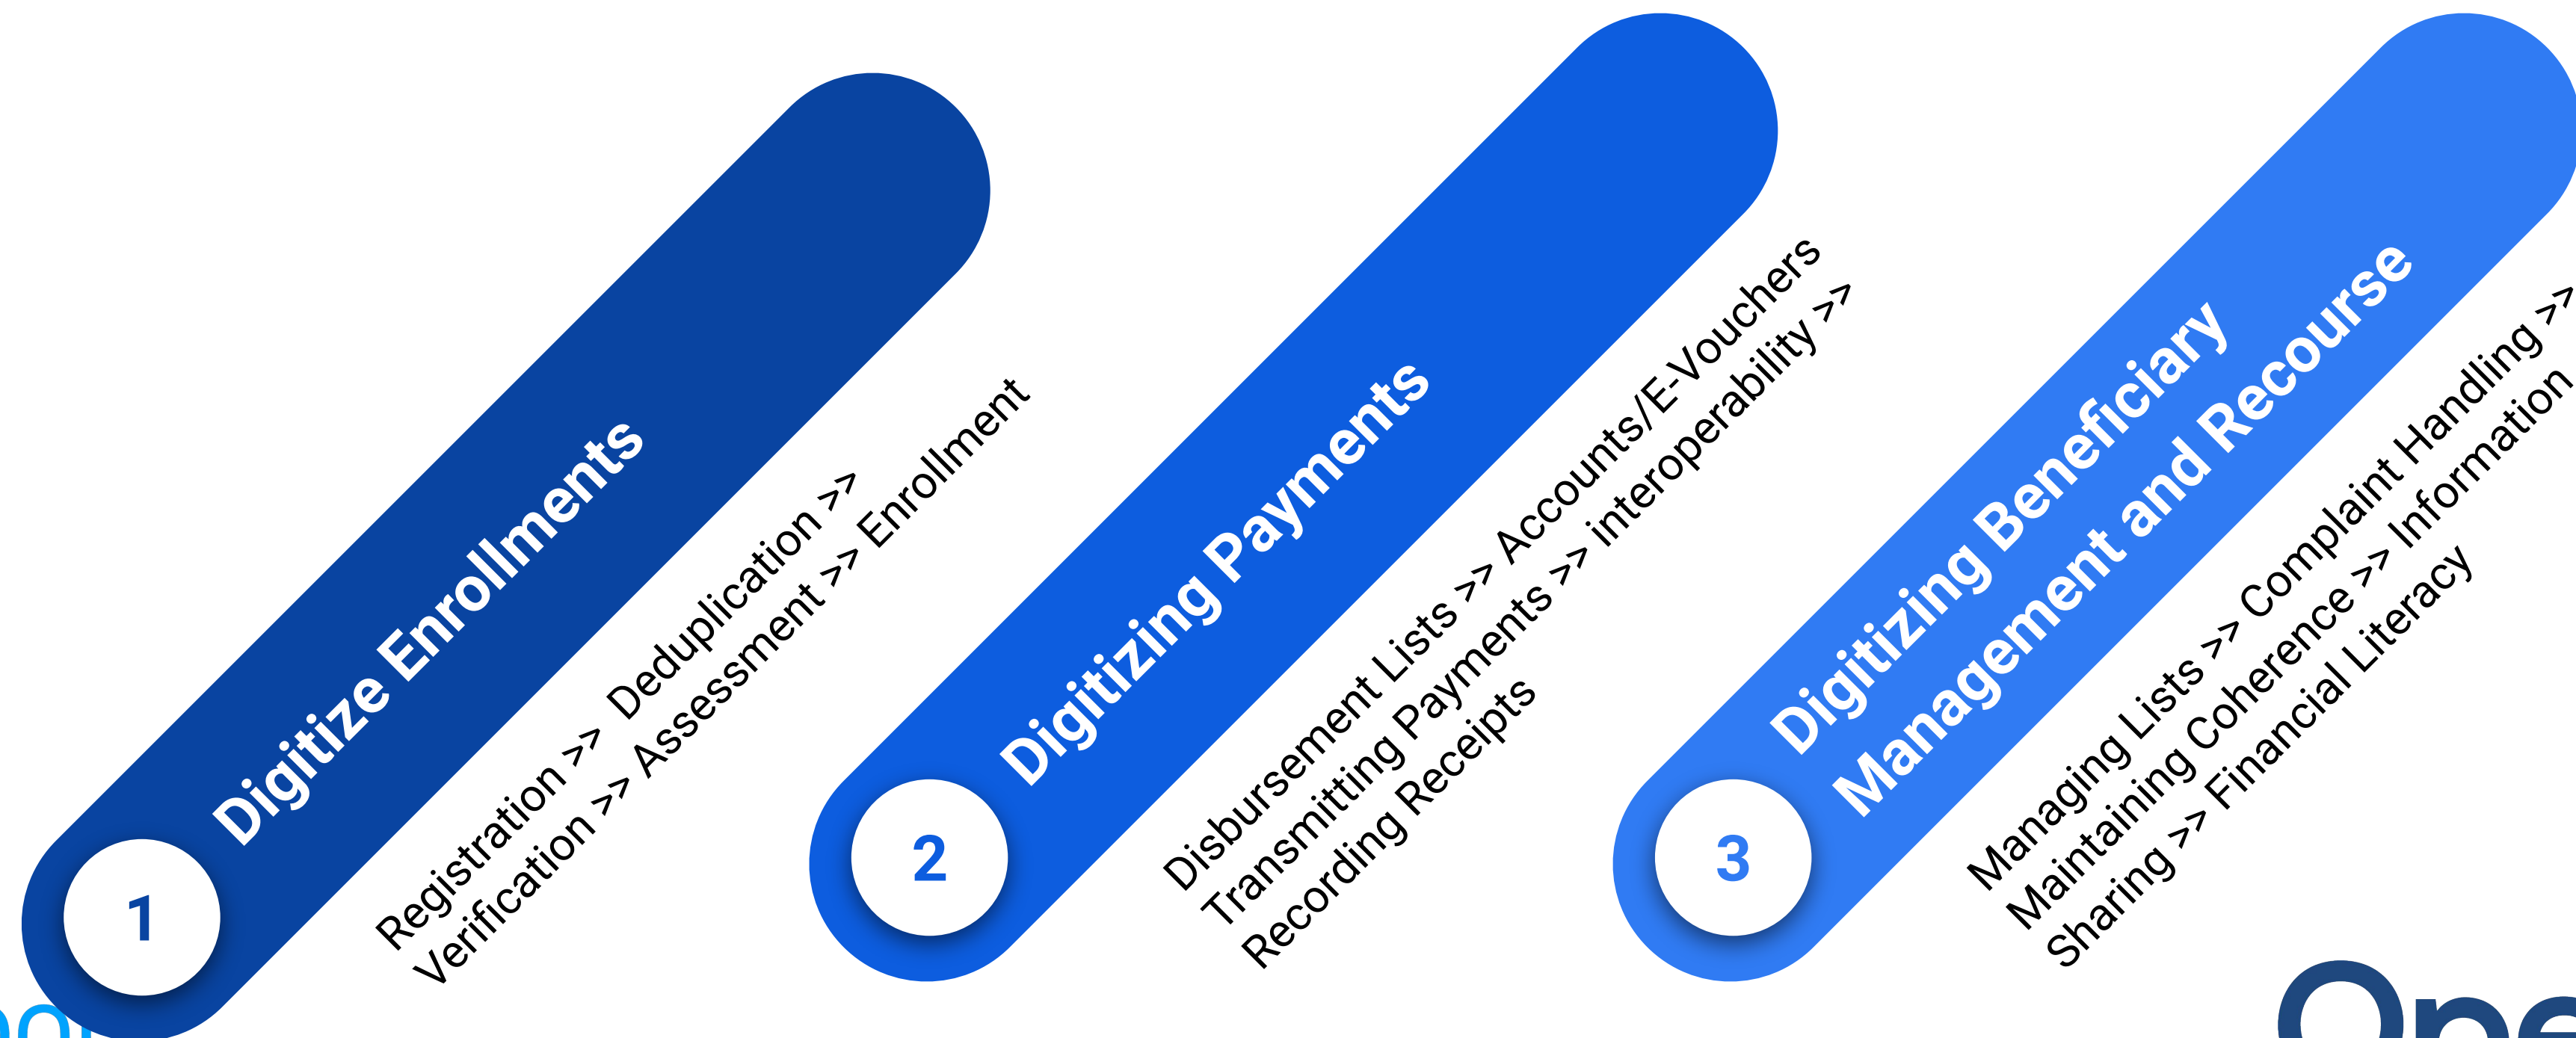 1
Digitize Enrollments
Registration >> Deduplication >>
Verification >> Assessment >> Enrollment
2
Digitizing Payments
Disbursement Lists >> Accounts/E-Vouchers
Transmitting Payments >> interoperability >>
Recording Receipts
3
Digitizing Beneficiary
Management and Recourse
Managing Lists >> Complaint Handling >>
Maintaining Coherence >> Information
Sharing >> Financial Literacy